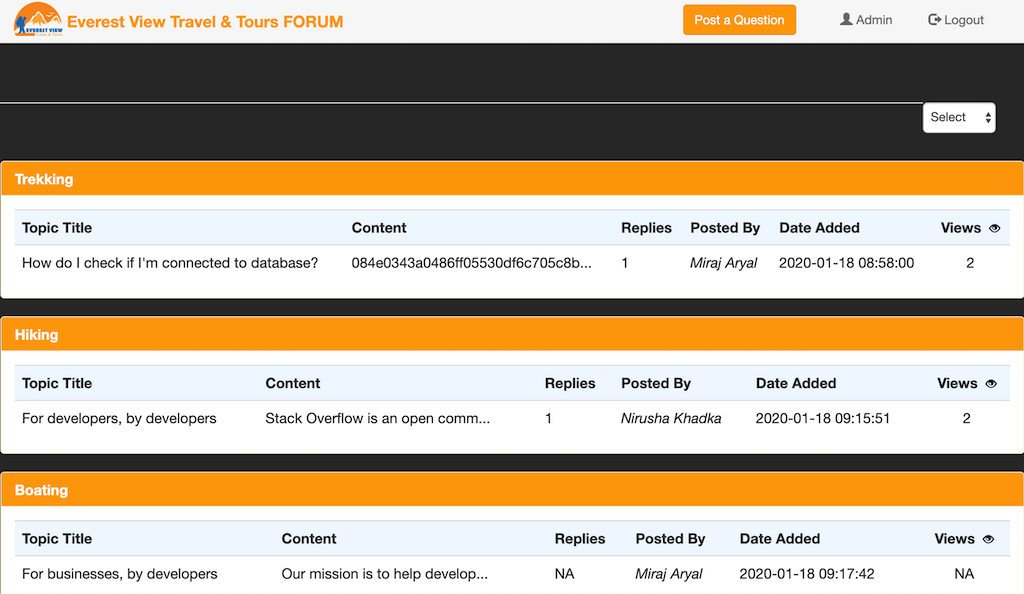 EVEREST VIEW
Everest View Travel & Tours FORUM
Post a Question
Admin
Logout
Select
Trekking
Topic Title Content Replies Posted By Date Added Views
How do I check if I'm connected to database? 084e0343a0486ff05530df6c705c8b... 1 Miraj Aryal 2020-01-18 08:58:00 2
Hiking
Topic Title Content Replies Posted By Date Added Views
For developers, by developers Stack Overflow is an open comm... 1 Nirusha Khadka 2020-01-18 09:15:51 2
Boating
Topic Title Content Replies Posted By Date Added Views
For businesses, by developers Our mission is to help develop... NA Miraj Aryal 2020-01-18 09:17:42 NA